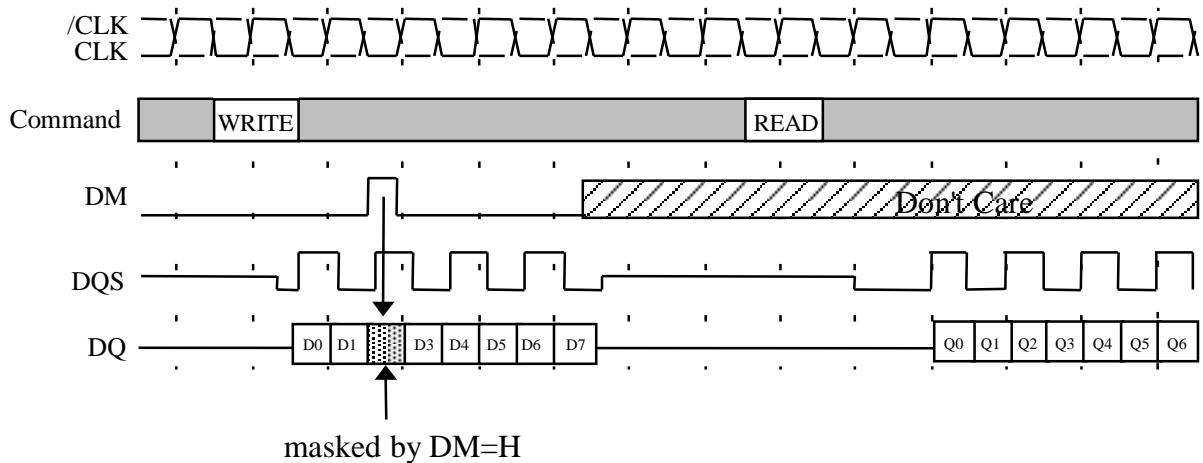 /CLK
CLK
Command
WRITE
READ
DM
Don't Care
DQS
DQ
D0 D1 D3 D4 D5 D6 D7
Q0 Q1 Q2 Q3 Q4 Q5 Q6
masked by DM=H